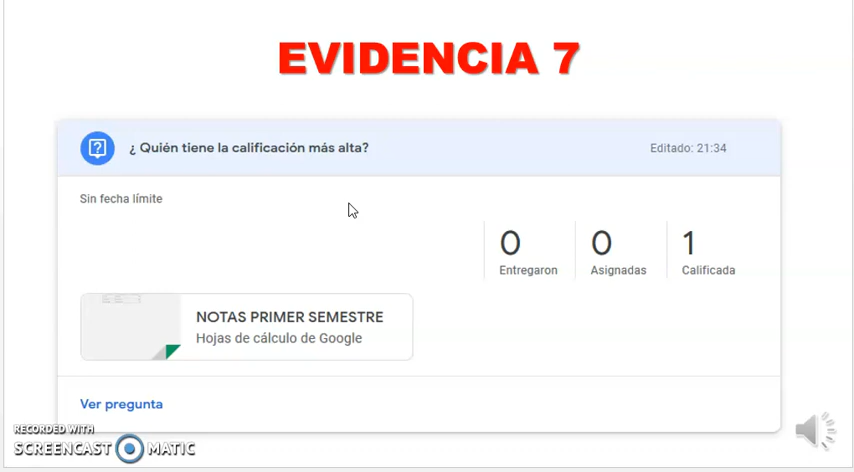 EVIDENCIA 7
¿ Quién tiene la calificación más alta?
Editado: 21:34
Sin fecha límite
0 0 1
Entregaron Asignadas Calificada
NOTAS PRIMER SEMESTRE
Hojas de cálculo de Google
Ver pregunta
RECORDED WITH
SCREENCAST MATIC